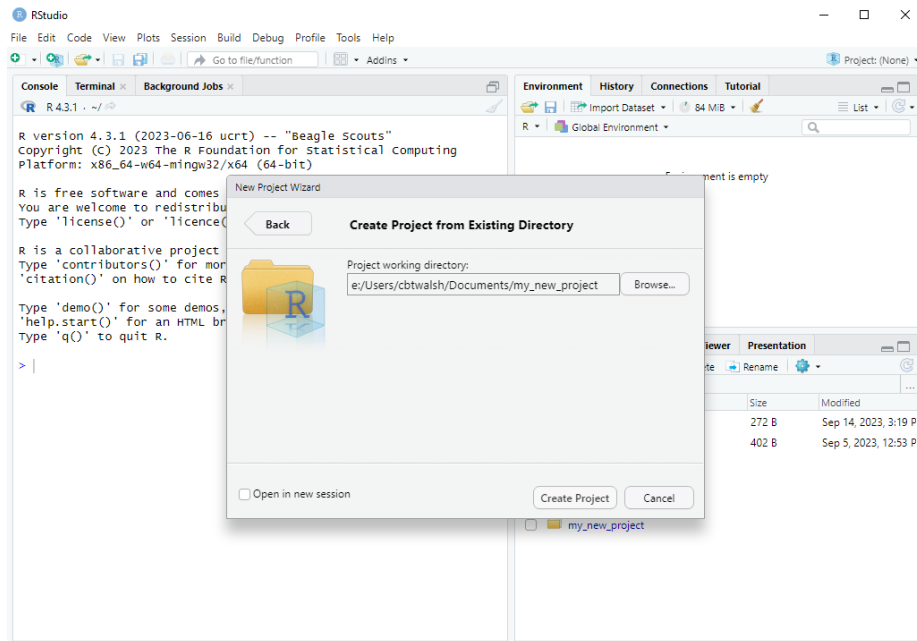 RStudio
File Edit Code View Plots Session Build Debug Profile Tools Help
Go to file/function Addins Project: (None)
Console Terminal Background Jobs
R 4.3.1 · ~/
R version 4.3.1 (2023-06-16 ucrt) -- "Beagle Scouts"
Copyright (C) 2023 The R Foundation for Statistical Computing
Platform: x86_64-w64-mingw32/x64 (64-bit)
R is free software and comes
You are welcome to redistribu
Type 'license()' or 'licence(
R is a collaborative project
Type 'contributors()' for mor
'citation()' on how to cite R
Type 'demo()' for some demos,
'help.start()' for an HTML br
Type 'q()' to quit R.
>
New Project Wizard
Back
Create Project from Existing Directory
R
Project working directory:
e:/Users/cbtwalsh/Documents/my_new_project
Browse...
Open in new session
Create Project Cancel
Environment History Connections Tutorial
Import Dataset 84 MiB List
R Global Environment
is empty
Presentation
Rename
Size Modified
272 B Sep 14, 2023, 3:19 P
402 B Sep 5, 2023, 12:53 P
my_new_project